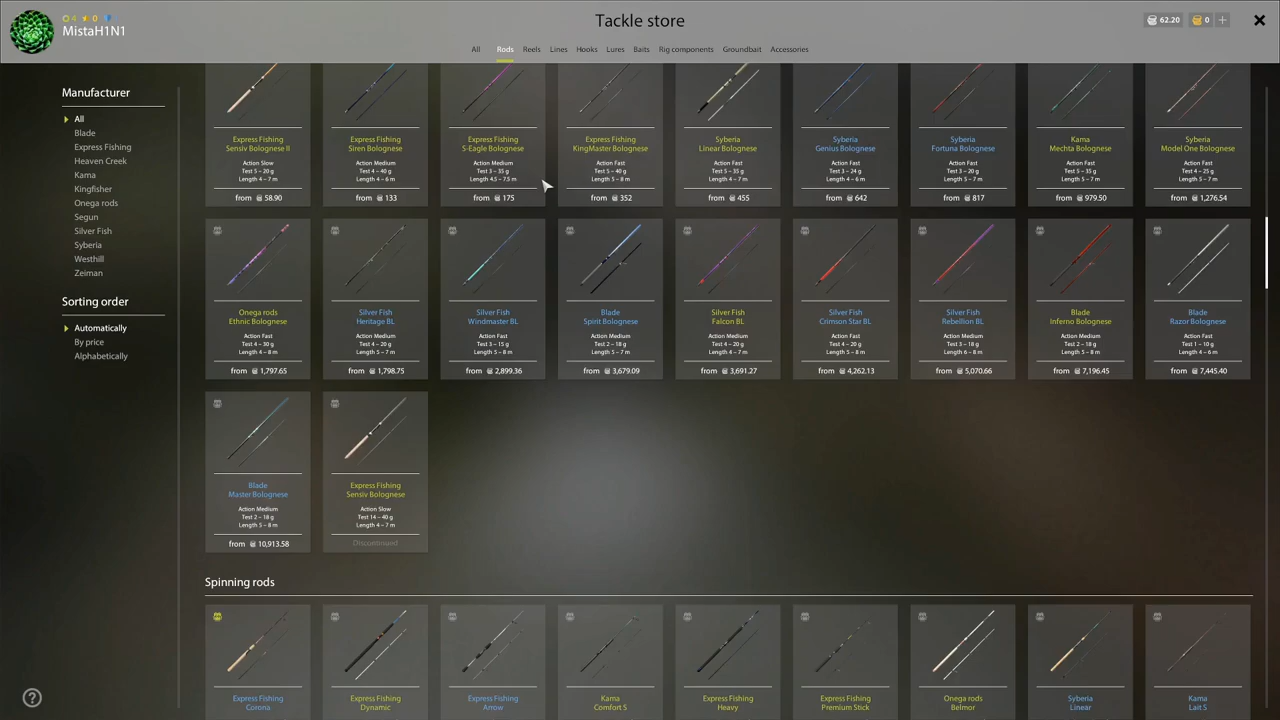 4 0
MistaH1N1
Tackle store
62.20 0 +
All Rods Reels Lines Hooks Lures Baits Rig components Groundbait Accessories
Manufacturer
All
Blade
Express Fishing
Heaven Creek
Kama
Kingfisher
Onega rods
Segun
Silver Fish
Syberia
Westhill
Zeiman
Sorting order
Automatically
By price
Alphabetically
Express Fishing
Sensiv Bolognese II
Action Slow
Test 5 – 20 g
Length 4 – 7 m
from 58.90
Express Fishing
Siren Bolognese
Action Medium
Test 4 – 40 g
Length 4 – 6 m
from 133
Express Fishing
S-Eagle Bolognese
Action Medium
Test 3 – 35 g
Length 4.5 – 7.5 m
from 175
Express Fishing
KingMaster Bolognese
Action Fast
Test 5 – 40 g
Length 5 – 8 m
from 352
Syberia
Linear Bolognese
Action Fast
Test 5 – 35 g
Length 4 – 7 m
from 455
Syberia
Genius Bolognese
Action Fast
Test 3 – 24 g
Length 4 – 6 m
from 642
Syberia
Fortuna Bolognese
Action Fast
Test 4 – 20 g
Length 4 – 6 m
from 817
Kama
Mechta Bolognese
Action Fast
Test 5 – 35 g
Length 4 – 7 m
from 979.50
Syberia
Model One Bolognese
Action Fast
Test 4 – 25 g
Length 4 – 7 m
from 1,276.54
Onega rods
Ethnic Bolognese
Action Fast
Test 4 – 30 g
Length 4 – 8 m
from 1,797.65
Silver Fish
Heritage BL
Action Medium
Test 4 – 20 g
Length 5 – 7 m
from 1,798.75
Silver Fish
Windmaster BL
Action Fast
Test 3 – 15 g
Length 5 – 8 m
from 2,899.36
Blade
Spirit Bolognese
Action Medium
Test 2 – 18 g
Length 5 – 7 m
from 3,679.09
Silver Fish
Falcon BL
Action Medium
Test 4 – 20 g
Length 4 – 7 m
from 3,691.27
Silver Fish
Crimson Star BL
Action Fast
Test 4 – 20 g
Length 5 – 8 m
from 4,262.13
Silver Fish
Rebellion BL
Action Medium
Test 3 – 18 g
Length 6 – 8 m
from 5,070.66
Blade
Inferno Bolognese
Action Medium
Test 2 – 18 g
Length 5 – 8 m
from 7,196.45
Blade
Razor Bolognese
Action Fast
Test 1 – 10 g
Length 4 – 6 m
from 7,445.40
Blade
Master Bolognese
Action Medium
Test 2 – 18 g
Length 5 – 8 m
from 10,913.58
Express Fishing
Sensiv Bolognese
Action Slow
Test 14 – 40 g
Length 4 – 7 m
Discontinued
Spinning rods
Express Fishing
Corona
Express Fishing
Dynamic
Express Fishing
Arrow
Kama
Comfort S
Express Fishing
Heavy
Express Fishing
Premium Stick
Onega rods
Belmor
Syberia
Linear
Kama
Lait S
?